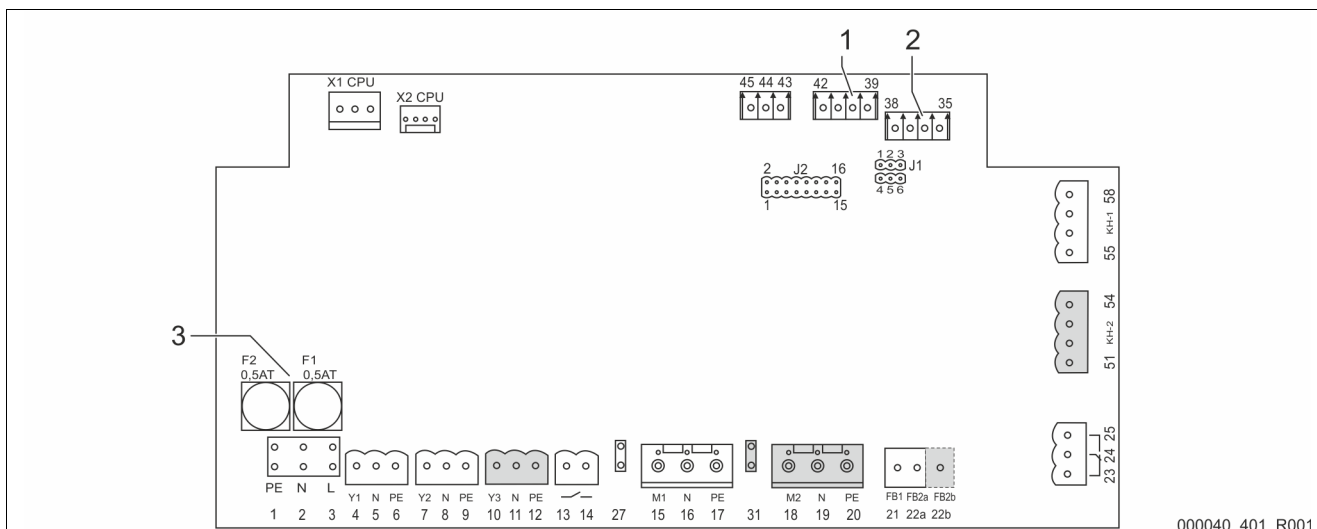 1 2
X1 CPU
X2 CPU
45 44 43
42 39
38 35
1 2 3
J1
4 5 6
2 J2 16
1 15
58
KH-1
55
54
KH-2
51
3
F2 F1
0,5AT 0,5AT
25
24
23
PE N L
Y1 N PE Y2 N PE Y3 N PE M1 N PE M2 N PE FB1 FB2a FB2b
1 2 3 4 5 6 7 8 9 10 11 12 13 14 27 15 16 17 31 18 19 20 21 22a 22b
000040_401_R001